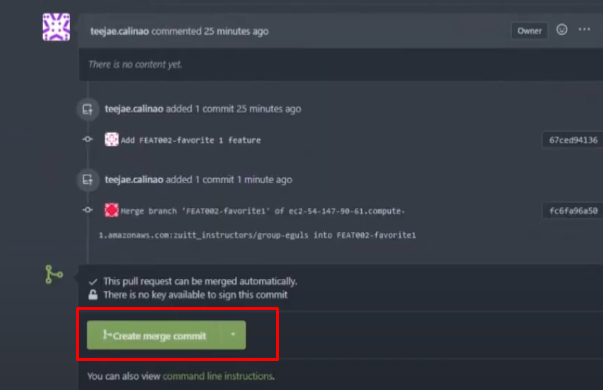 teejae.calinao commented 25 minutes ago
Owner
There is no content yet.
teejae.calinao added 1 commit 25 minutes ago
Add FEAT002-favorite 1 feature
67ced94136
teejae.calinao added 1 commit 1 minute ago
Merge branch 'FEAT002-favorite1' of ec2-54-147-90-61.compute-
fc6fa96a50
1.amazonaws.com:zuitt_instructors/group-eguls into FEAT002-favorite1
This pull request can be merged automatically.
There is no key available to sign this commit
Create merge commit
You can also view command line instructions.